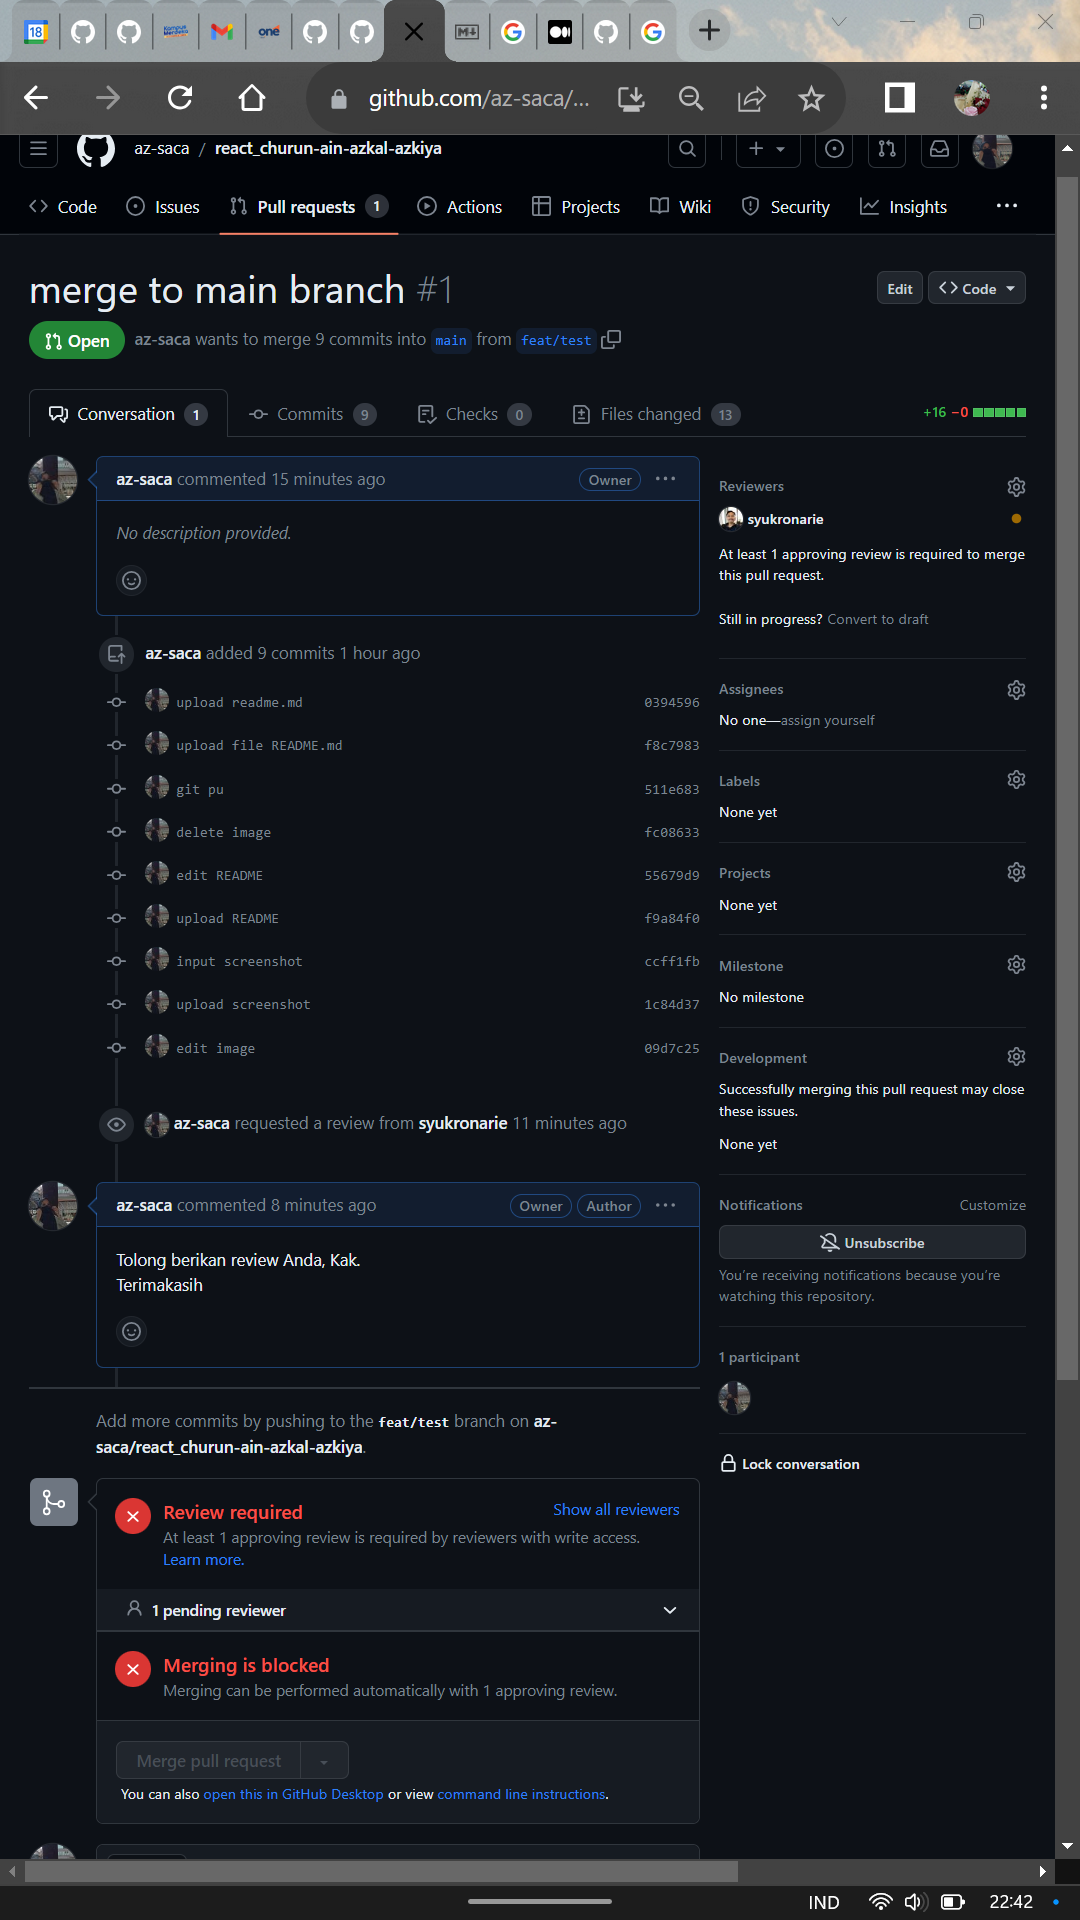 18
Kampus Merdeka
one
github.com/az-saca/...
az-saca / react_churun-ain-azkal-azkiya
Code Issues Pull requests 1 Actions Projects Wiki Security Insights ...
merge to main branch #1
Edit Code
Open az-saca wants to merge 9 commits into main from feat/test
Conversation 1 Commits 9 Checks 0 Files changed 13 +16 −0
az-saca commented 15 minutes ago Owner ...
No description provided.
az-saca added 9 commits 1 hour ago
upload readme.md 0394596
upload file README.md f8c7983
git pu 511e683
delete image fc08633
edit README 55679d9
upload README f9a84f0
input screenshot ccff1fb
upload screenshot 1c84d37
edit image 09d7c25
az-saca requested a review from syukronarie 11 minutes ago
az-saca commented 8 minutes ago Owner Author ...
Tolong berikan review Anda, Kak.
Terimakasih
Add more commits by pushing to the feat/test branch on az-
saca/react_churun-ain-azkal-azkiya.
Review required Show all reviewers
At least 1 approving review is required by reviewers with write access.
Learn more.
1 pending reviewer
Merging is blocked
Merging can be performed automatically with 1 approving review.
Merge pull request
You can also open this in GitHub Desktop or view command line instructions.
Reviewers
syukronarie
At least 1 approving review is required to merge
this pull request.
Still in progress? Convert to draft
Assignees
No one—assign yourself
Labels
None yet
Projects
None yet
Milestone
No milestone
Development
Successfully merging this pull request may close
these issues.
None yet
Notifications Customize
Unsubscribe
You're receiving notifications because you're
watching this repository.
1 participant
Lock conversation
IND 22:42